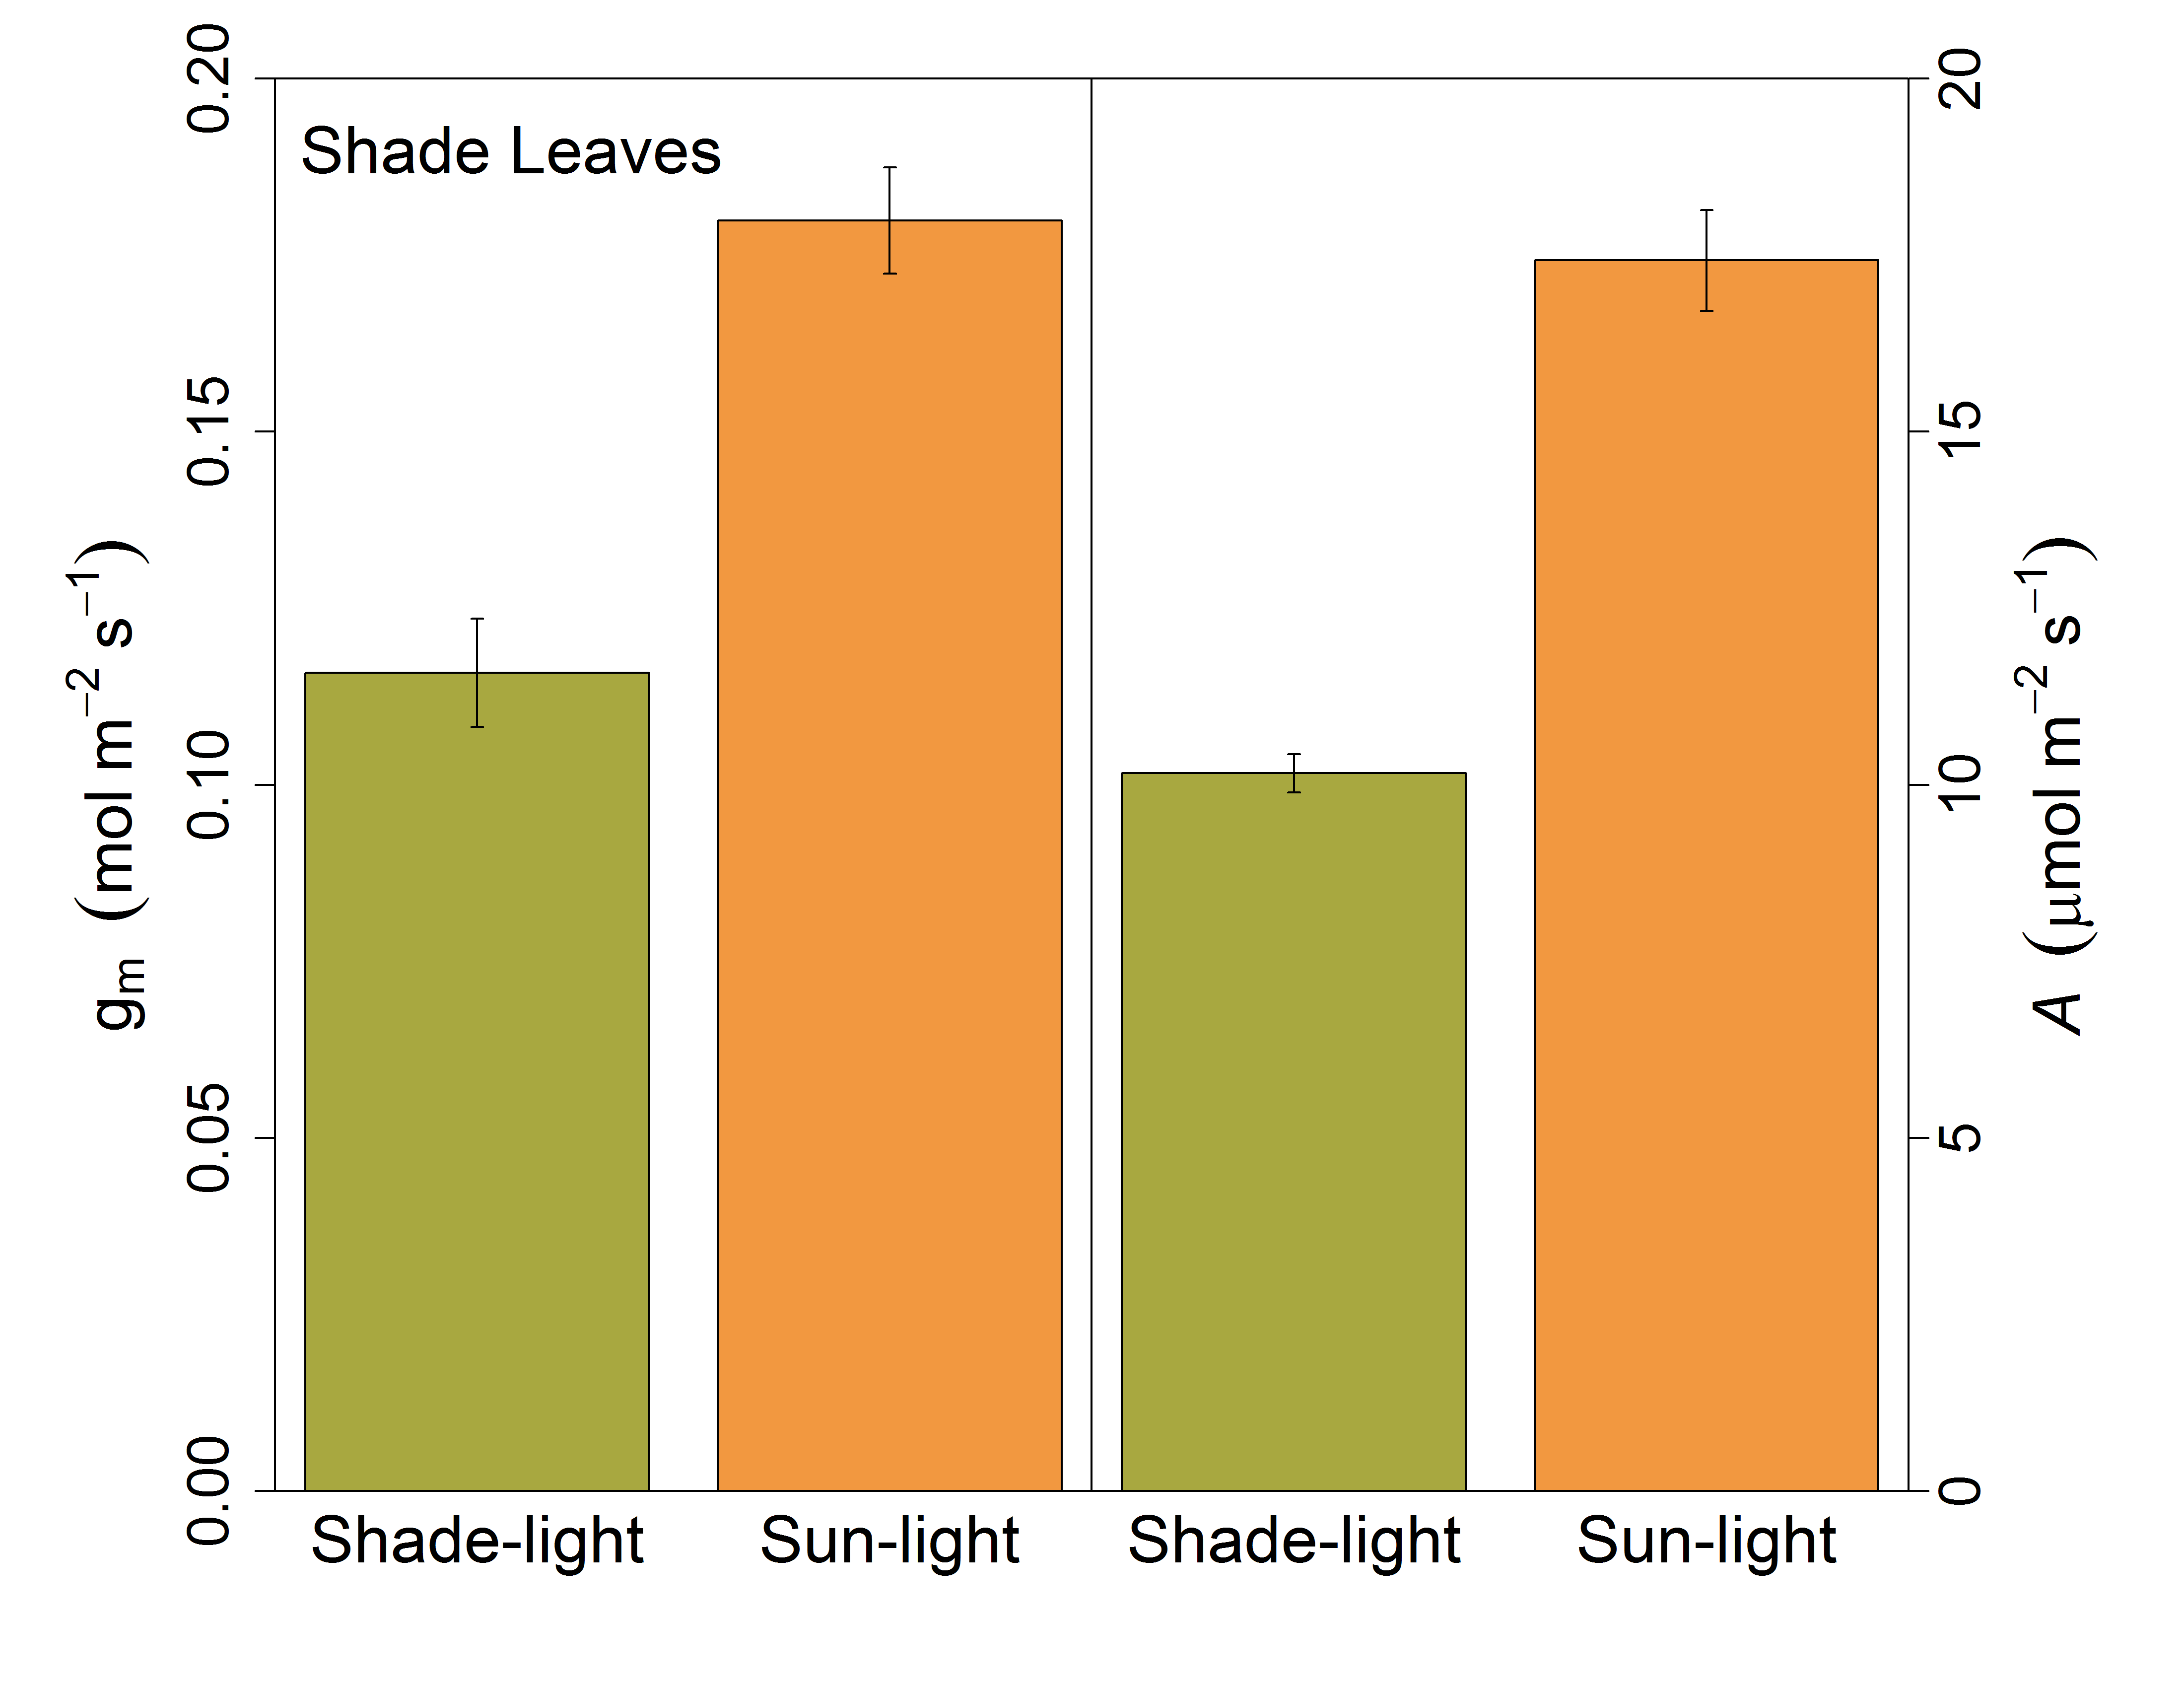 Shade Leaves
0.20
0.15
0.10
0.05
0.00
gm (mol m−2 s−1)
20
15
10
5
0
A (μmol m−2 s−1)
Shade-light
Sun-light
Shade-light
Sun-light